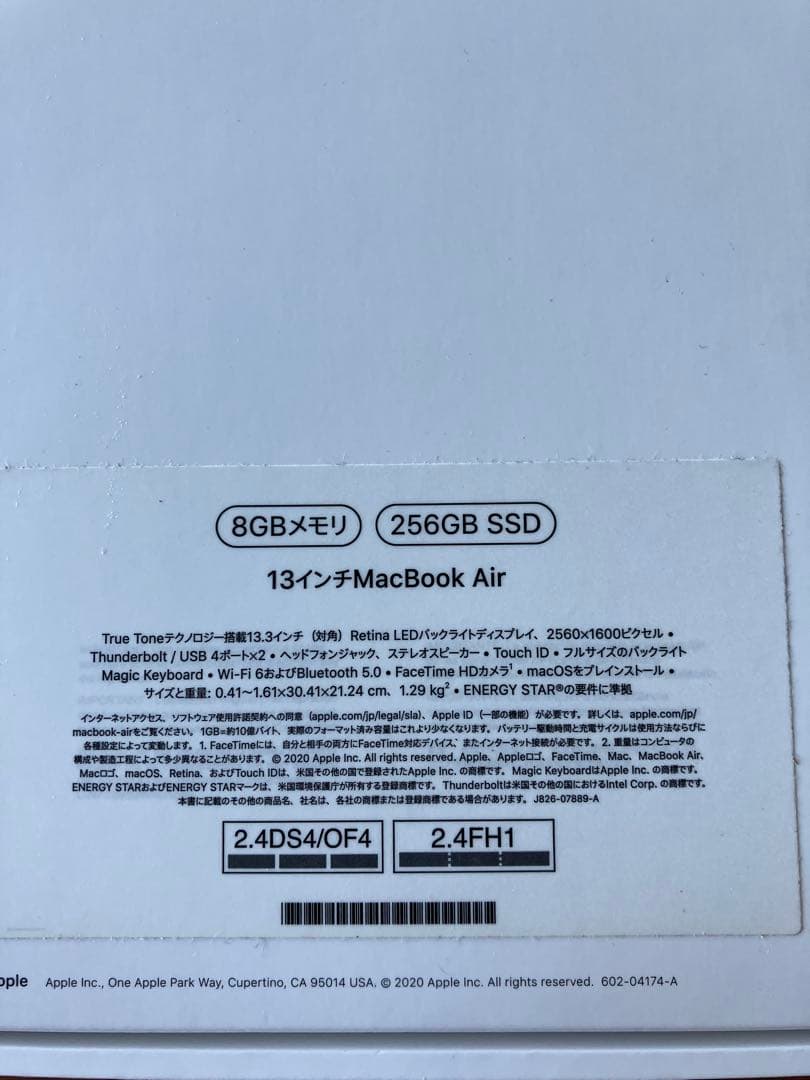 8GBメモリ 256GB SSD
13インチMacBook Air
True Toneテクノロジー搭載13.3インチ（対角）Retina LEDバックライトディスプレイ、2560×1600ピクセル •
Thunderbolt / USB 4ポート×2 • ヘッドフォンジャック、ステレオスピーカー • Touch ID • フルサイズのバックライト
Magic Keyboard • Wi-Fi 6およびBluetooth 5.0 • FaceTime HDカメラ¹ • macOSをプレインストール •
サイズと重量: 0.41〜1.61×30.41×21.24 cm、1.29 kg² • ENERGY STAR®の要件に準拠
インターネットアクセス、ソフトウェア使用許諾契約への同意（apple.com/jp/legal/sla）、Apple ID（一部の機能）が必要です。詳しくは、apple.com/jp/
macbook-airをご覧ください。1GB=約10億バイト、実際のフォーマット済み容量はこれより少なくなります。バッテリー駆動時間と充電サイクルは使用方法ならびに
各種設定によって変動します。1. FaceTimeには、自分と相手の両方にFaceTime対応デバイス、またインターネット接続が必要です。2. 重量はコンピュータの
構成や製造工程によって多少異なることがあります。© 2020 Apple Inc. All rights reserved. Apple、Appleロゴ、FaceTime、Mac、MacBook Air、
Macロゴ、macOS、Retina、およびTouch IDは、米国その他の国で登録されたApple Inc. の商標です。Magic KeyboardはApple Inc. の商標です。
ENERGY STARおよびENERGY STARマークは、米国環境保護庁が所有する登録商標です。Thunderboltは米国その他の国におけるIntel Corp. の商標です。
本書に記載のその他の商品名、社名は、各社の商標または登録商標である場合があります。J826-07889-A
2.4DS4/OF4 2.4FH1
Apple Inc., One Apple Park Way, Cupertino, CA 95014 USA. © 2020 Apple Inc. All rights reserved. 602-04174-A